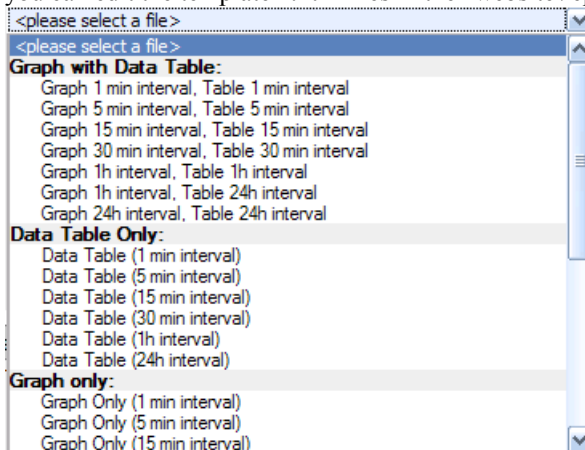 <please select a file>
<please select a file>
Graph with Data Table:
Graph 1 min interval, Table 1 min interval
Graph 5 min interval, Table 5 min interval
Graph 15 min interval, Table 15 min interval
Graph 30 min interval, Table 30 min interval
Graph 1h interval, Table 1h interval
Graph 1h interval, Table 24h interval
Graph 24h interval, Table 24h interval
Data Table Only:
Data Table (1 min interval)
Data Table (5 min interval)
Data Table (15 min interval)
Data Table (30 min interval)
Data Table (1h interval)
Data Table (24h interval)
Graph only:
Graph Only (1 min interval)
Graph Only (5 min interval)
Graph Only (15 min interval)